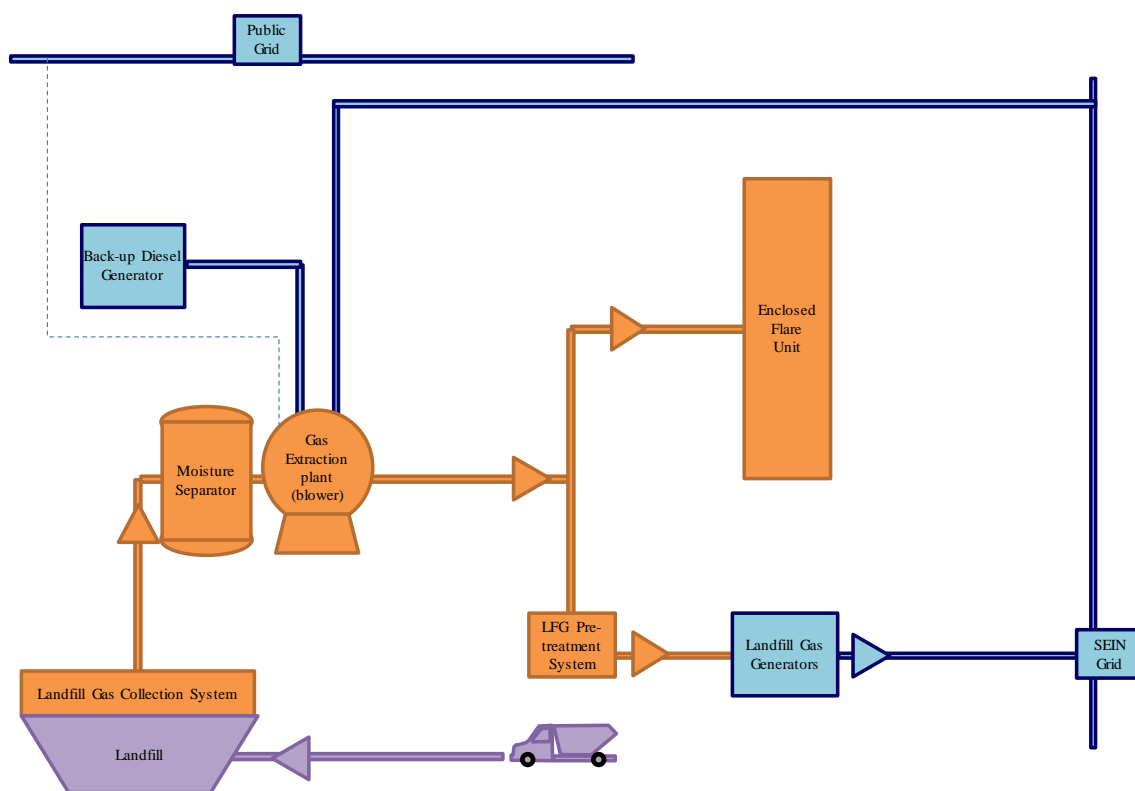 Public
Grid
Back-up Diesel
Generator
Enclosed
Flare
Unit
Gas
Extraction
plant
(blower)
Moisture
Separator
LFG Pre-
treatment
System
Landfill Gas
Generators
SEIN
Grid
Landfill Gas Collection System
Landfill